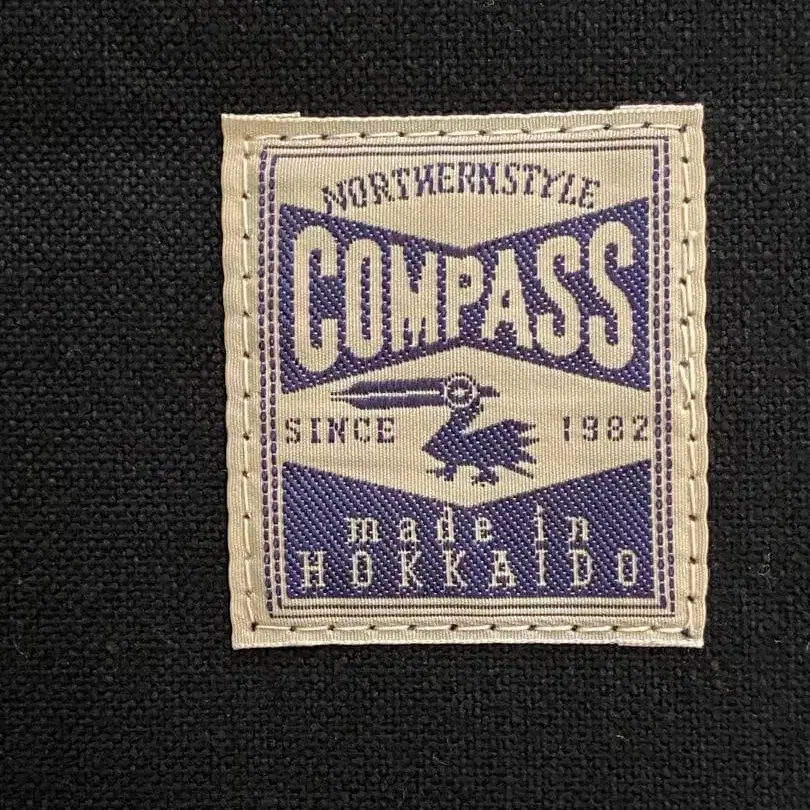 NORTHERNSTYLE
COMPASS
SINCE 1982
made in
HOKKAIDO